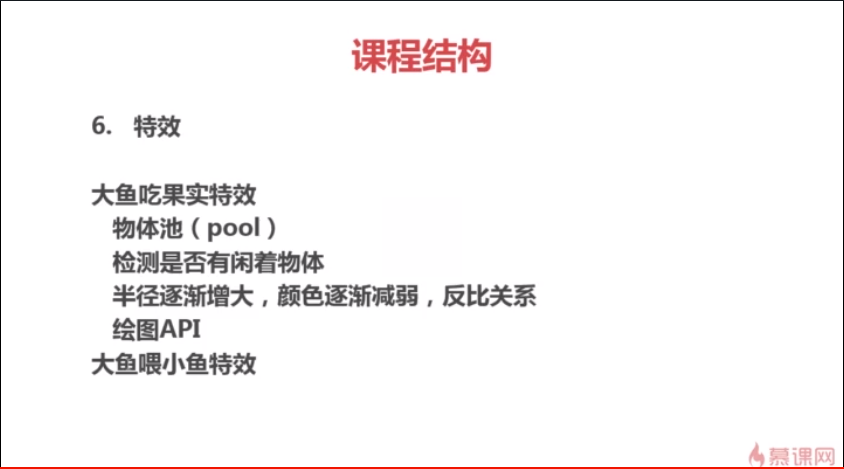 课程结构
6. 特效
大鱼吃果实特效
物体池（pool）
检测是否有闲着物体
半径逐渐增大，颜色逐渐减弱，反比关系
绘图API
大鱼喂小鱼特效
慕课网